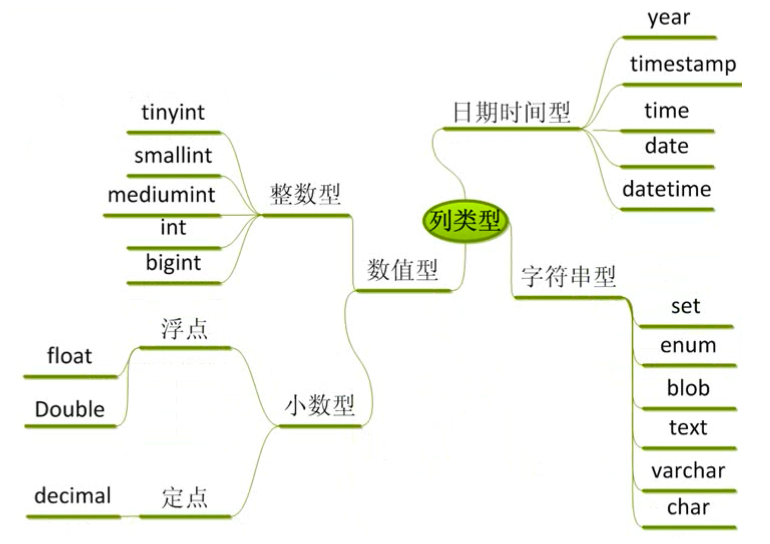 列类型
日期时间型
year
timestamp
time
date
datetime
数值型
整数型
tinyint
smallint
mediumint
int
bigint
小数型
浮点
float
Double
定点
decimal
字符串型
set
enum
blob
text
varchar
char